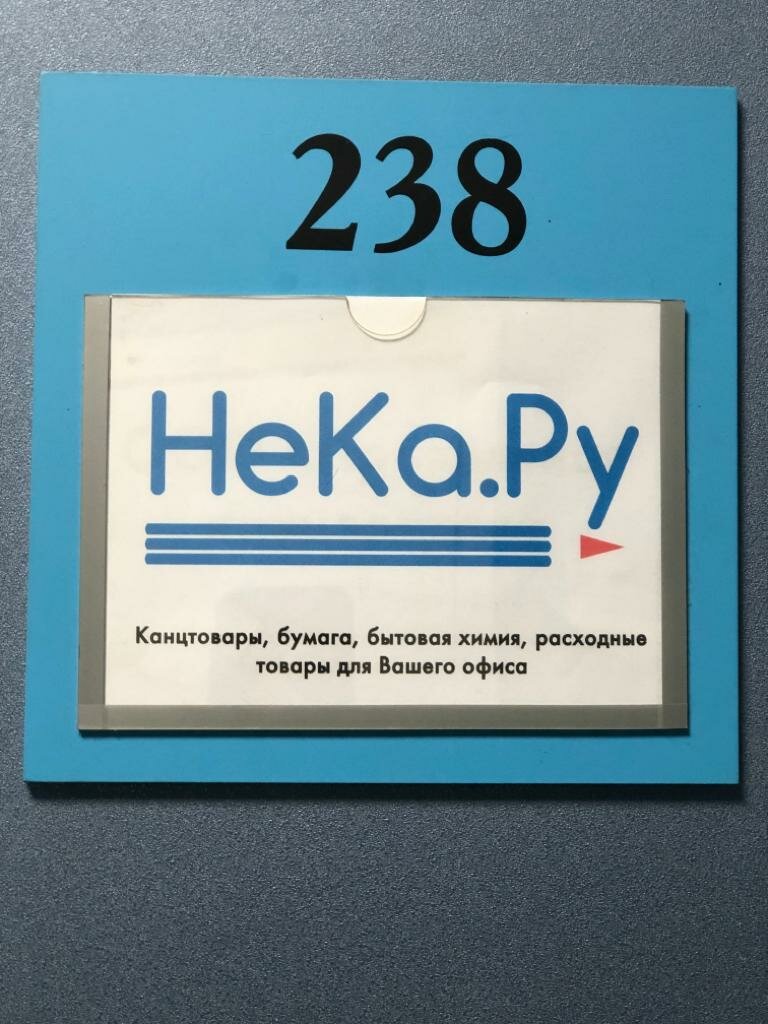 238
НеКа.Ру
Канцтовары, бумага, бытовая химия, расходные
товары для Вашего офиса